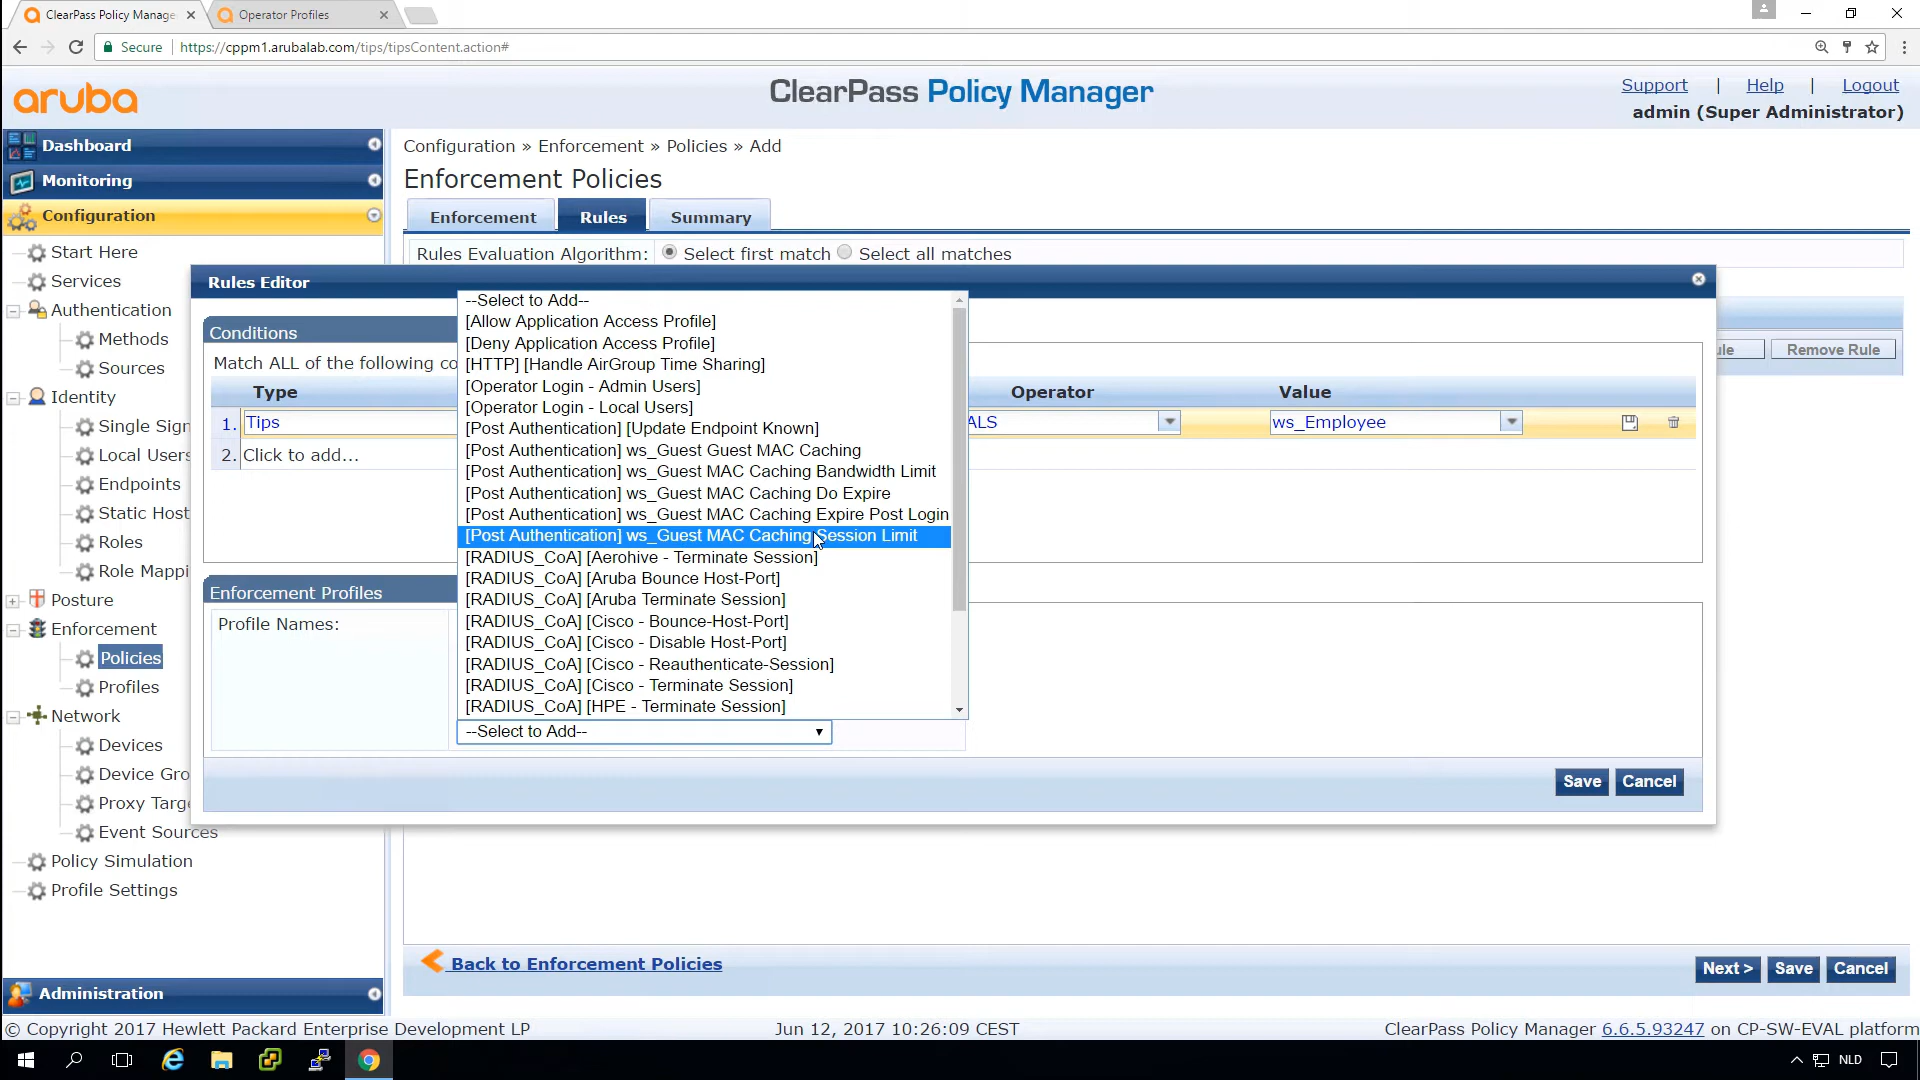 ClearPass Policy Manage
Operator Profiles
Secure
https://cppm1.arubalab.com/tips/tipsContent.action#
aruba
ClearPass Policy Manager
Support | Help | Logout
admin (Super Administrator)
Dashboard
Monitoring
Configuration
Start Here
Services
Authentication
Methods
Sources
Identity
Single Sign
Local Users
Endpoints
Static Host
Roles
Role Mappi
Posture
Enforcement
Policies
Profiles
Network
Devices
Device Gro
Proxy Targe
Event Sources
Policy Simulation
Profile Settings
Administration
Configuration » Enforcement » Policies » Add
Enforcement Policies
Enforcement
Rules
Summary
Rules Evaluation Algorithm: Select first match Select all matches
Remove Rule
Rules Editor
Conditions
Match ALL of the following co
Type Operator Value
1. Tips ALS ws_Employee
2. Click to add...
Enforcement Profiles
Profile Names:
--Select to Add--
[Allow Application Access Profile]
[Deny Application Access Profile]
[HTTP] [Handle AirGroup Time Sharing]
[Operator Login - Admin Users]
[Operator Login - Local Users]
[Post Authentication] [Update Endpoint Known]
[Post Authentication] ws_Guest Guest MAC Caching
[Post Authentication] ws_Guest MAC Caching Bandwidth Limit
[Post Authentication] ws_Guest MAC Caching Do Expire
[Post Authentication] ws_Guest MAC Caching Expire Post Login
[Post Authentication] ws_Guest MAC Caching Session Limit
[RADIUS_CoA] [Aerohive - Terminate Session]
[RADIUS_CoA] [Aruba Bounce Host-Port]
[RADIUS_CoA] [Aruba Terminate Session]
[RADIUS_CoA] [Cisco - Bounce-Host-Port]
[RADIUS_CoA] [Cisco - Disable Host-Port]
[RADIUS_CoA] [Cisco - Reauthenticate-Session]
[RADIUS_CoA] [Cisco - Terminate Session]
[RADIUS_CoA] [HPE - Terminate Session]
--Select to Add--
Save Cancel
Back to Enforcement Policies
Next > Save Cancel
© Copyright 2017 Hewlett Packard Enterprise Development LP
Jun 12, 2017 10:26:09 CEST
ClearPass Policy Manager 6.6.5.93247 on CP-SW-EVAL platform
NLD